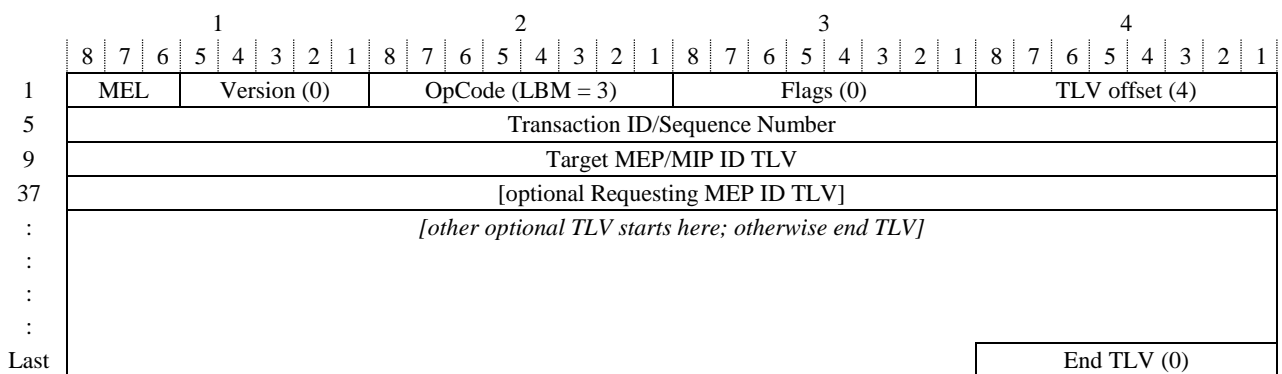 1 2 3 4
8 7 6 5 4 3 2 1 8 7 6 5 4 3 2 1 8 7 6 5 4 3 2 1 8 7 6 5 4 3 2 1
1 MEL Version (0) OpCode (LBM = 3) Flags (0) TLV offset (4)
5 Transaction ID/Sequence Number
9 Target MEP/MIP ID TLV
37 [optional Requesting MEP ID TLV]
: [other optional TLV starts here; otherwise end TLV]
:
:
:
Last End TLV (0)